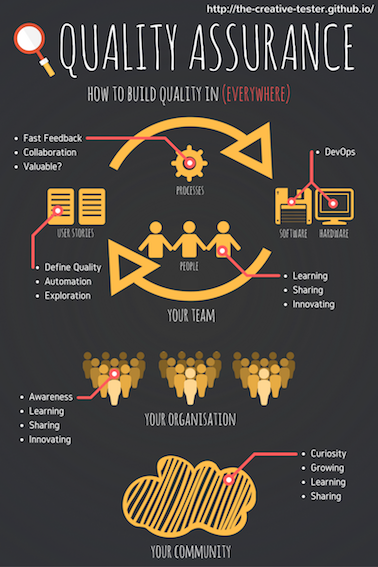 http://the-creative-tester.github.io/
QUALITY ASSURANCE
HOW TO BUILD QUALITY IN (EVERYWHERE)
• Fast Feedback
• Collaboration
• Valuable?
• DevOps
PROCESSES
USER STORIES
SOFTWARE HARDWARE
• Define Quality
• Automation
• Exploration
PEOPLE
• Learning
• Sharing
• Innovating
YOUR TEAM
• Awareness
• Learning
• Sharing
• Innovating
YOUR ORGANISATION
• Curiosity
• Growing
• Learning
• Sharing
YOUR COMMUNITY